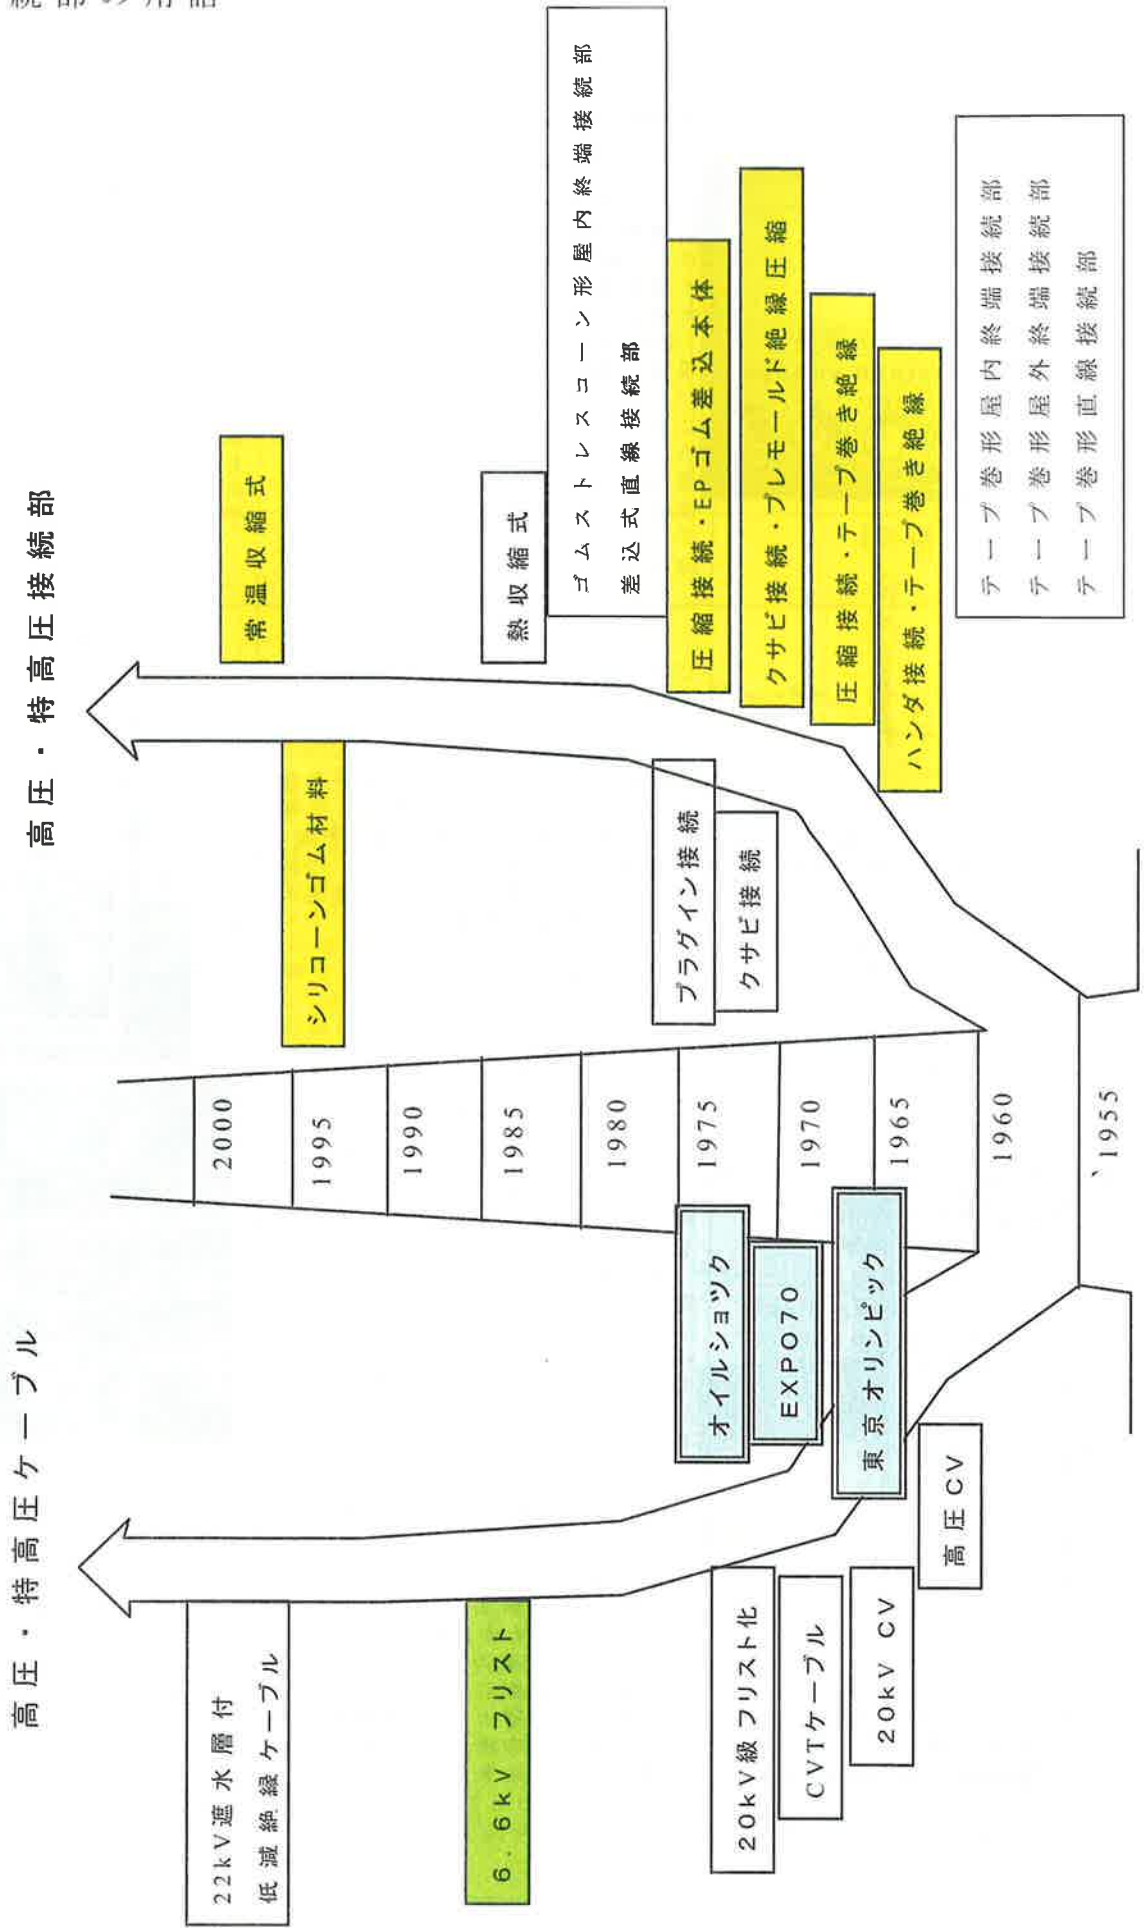 高圧・特高圧ケーブル
高圧・特高圧接続部
22kV遮水層付
低減絶縁ケーブル
6.6kV フリスト
20kV級フリスト化
CVTケーブル
20kV CV
高圧CV
オイルショツク
EXPO70
東京オリンピック
2000
1995
1990
1985
1980
1975
1970
1965
1960
1955
シリコーンゴム材料
プラグイン接続
クサビ接続
常温収縮式
熱収縮式
ゴムストレスコーン形屋内終端接続部
差込式直線接続部
圧縮接続・EPゴム差込本体
クサビ接続・プレモールド絶縁圧縮
圧縮接続・テープ巻き絶縁
ハンダ接続・テープ巻き絶縁
テープ巻形屋内終端接続部
テープ巻形屋外終端接続部
テープ巻形直線接続部